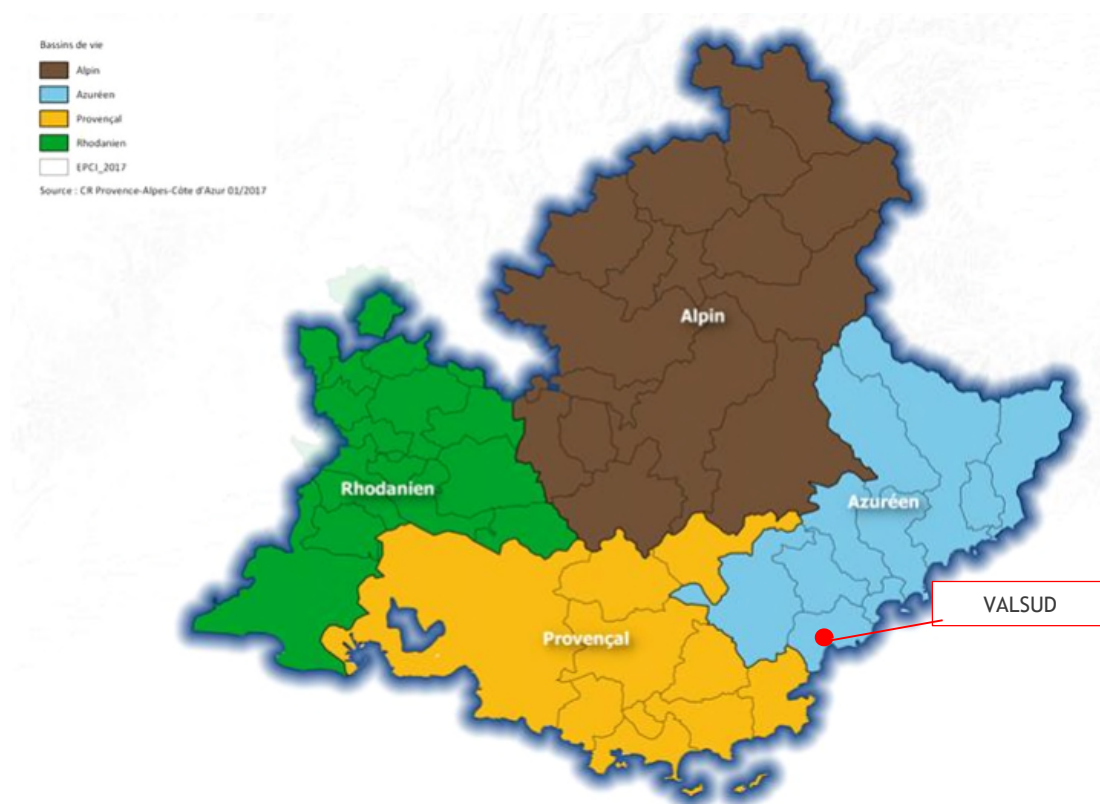 Bassins de vie
Alpin
Azuréen
Provençal
Rhodanien
EPCI_2017
Source : CR Provence-Alpes-Côte d'Azur 01/2017
Alpin
Rhodanien
Azuréen
VALSUD
Provençal